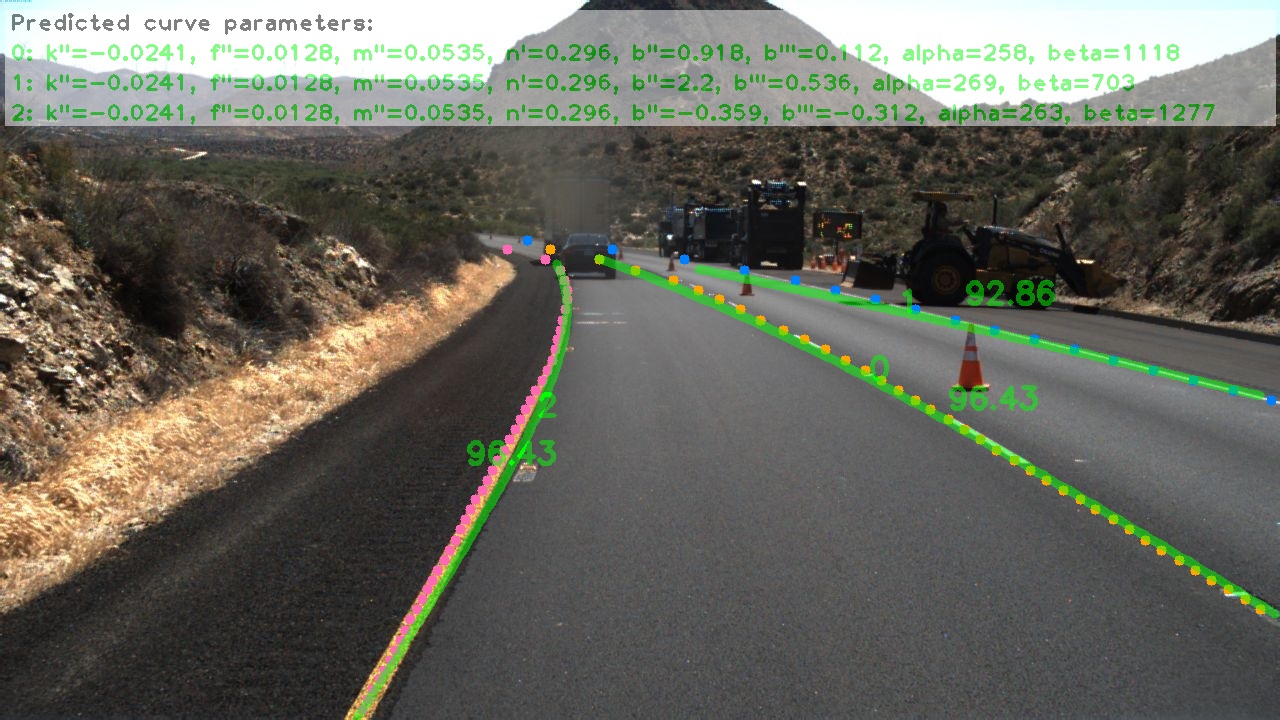 Predicted curve parameters:
0: k"=-0.0241, f"=0.0128, m"=0.0535, n'=0.296, b"=0.918, b'"=0.112, alpha=258, beta=1118
1: k"=-0.0241, f"=0.0128, m"=0.0535, n'=0.296, b"=2.2, b'"=0.536, alpha=269, beta=703
2: k"=-0.0241, f"=0.0128, m"=0.0535, n'=0.296, b"=-0.359, b'"=-0.312, alpha=263, beta=1277
1 92.86
0
96.43
2
96.43